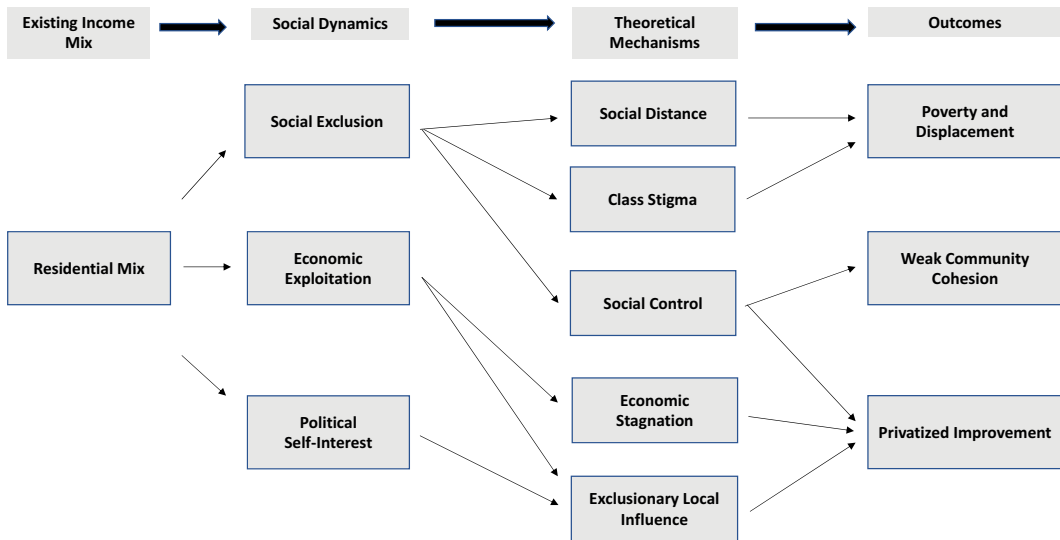 Existing Income
Mix
Social Dynamics
Theoretical
Mechanisms
Outcomes
Residential Mix
Social Exclusion
Economic
Exploitation
Political
Self-Interest
Social Distance
Class Stigma
Social Control
Economic
Stagnation
Exclusionary Local
Influence
Poverty and
Displacement
Weak Community
Cohesion
Privatized Improvement